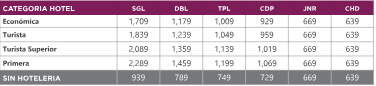 CATEGORIA HOTEL SGL DBL TPL CDP JNR CHD
Económica 1,709 1,179 1,009 929 669 639
Turista 1,839 1,239 1,049 959 669 639
Turista Superior 2,089 1,359 1,139 1,019 669 639
Primera 2,289 1,459 1,199 1,069 669 639
SIN HOTELERIA 939 789 749 729 669 639